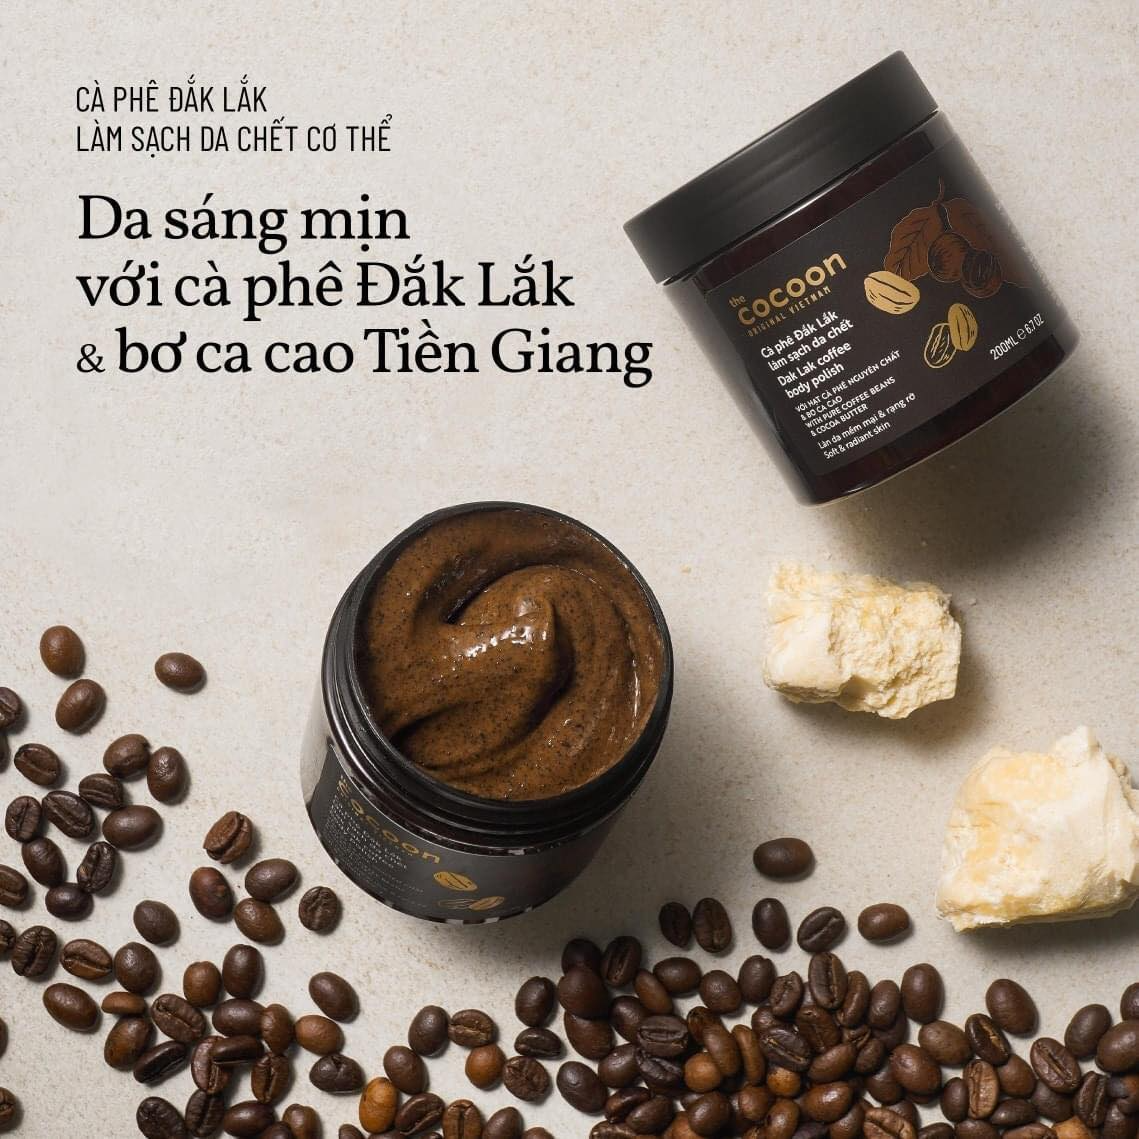 CÀ PHÊ ĐẮK LẮK
LÀM SẠCH DA CHẾT CƠ THỂ
Da sáng mịn
với cà phê Đắk Lắk
& bơ ca cao Tiền Giang
the
cocoon
ORIGINAL VIETNAM
Cà phê Đắk Lắk
làm sạch da chết
Dak Lak coffee
body polish
VỚI HẠT CÀ PHÊ NGUYÊN CHẤT
& BƠ CA CAO
WITH PURE COFFEE BEANS
& COCOA BUTTER
Làn da mềm mại & rạng rỡ
Soft & radiant skin
200ML e 6.7 OZ
cocoon